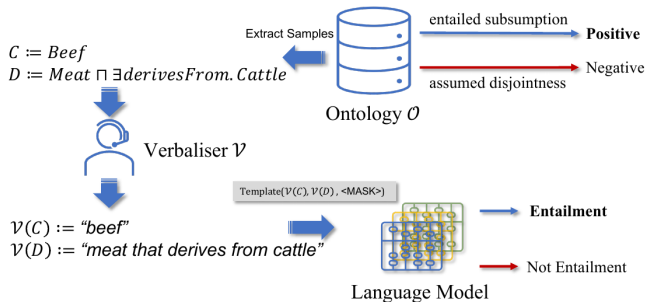 Extract Samples
entailed subsumption
Positive
C ≔ Beef
D ≔ Meat ⊓ ∃derivesFrom.Cattle
assumed disjointness
Negative
Ontology 𝒪
Verbaliser 𝒱
Template(𝒱(C), 𝒱(D) , <MASK>)
𝒱(C) ≔ “beef”
𝒱(D) ≔ “meat that derives from cattle”
Entailment
Not Entailment
Language Model